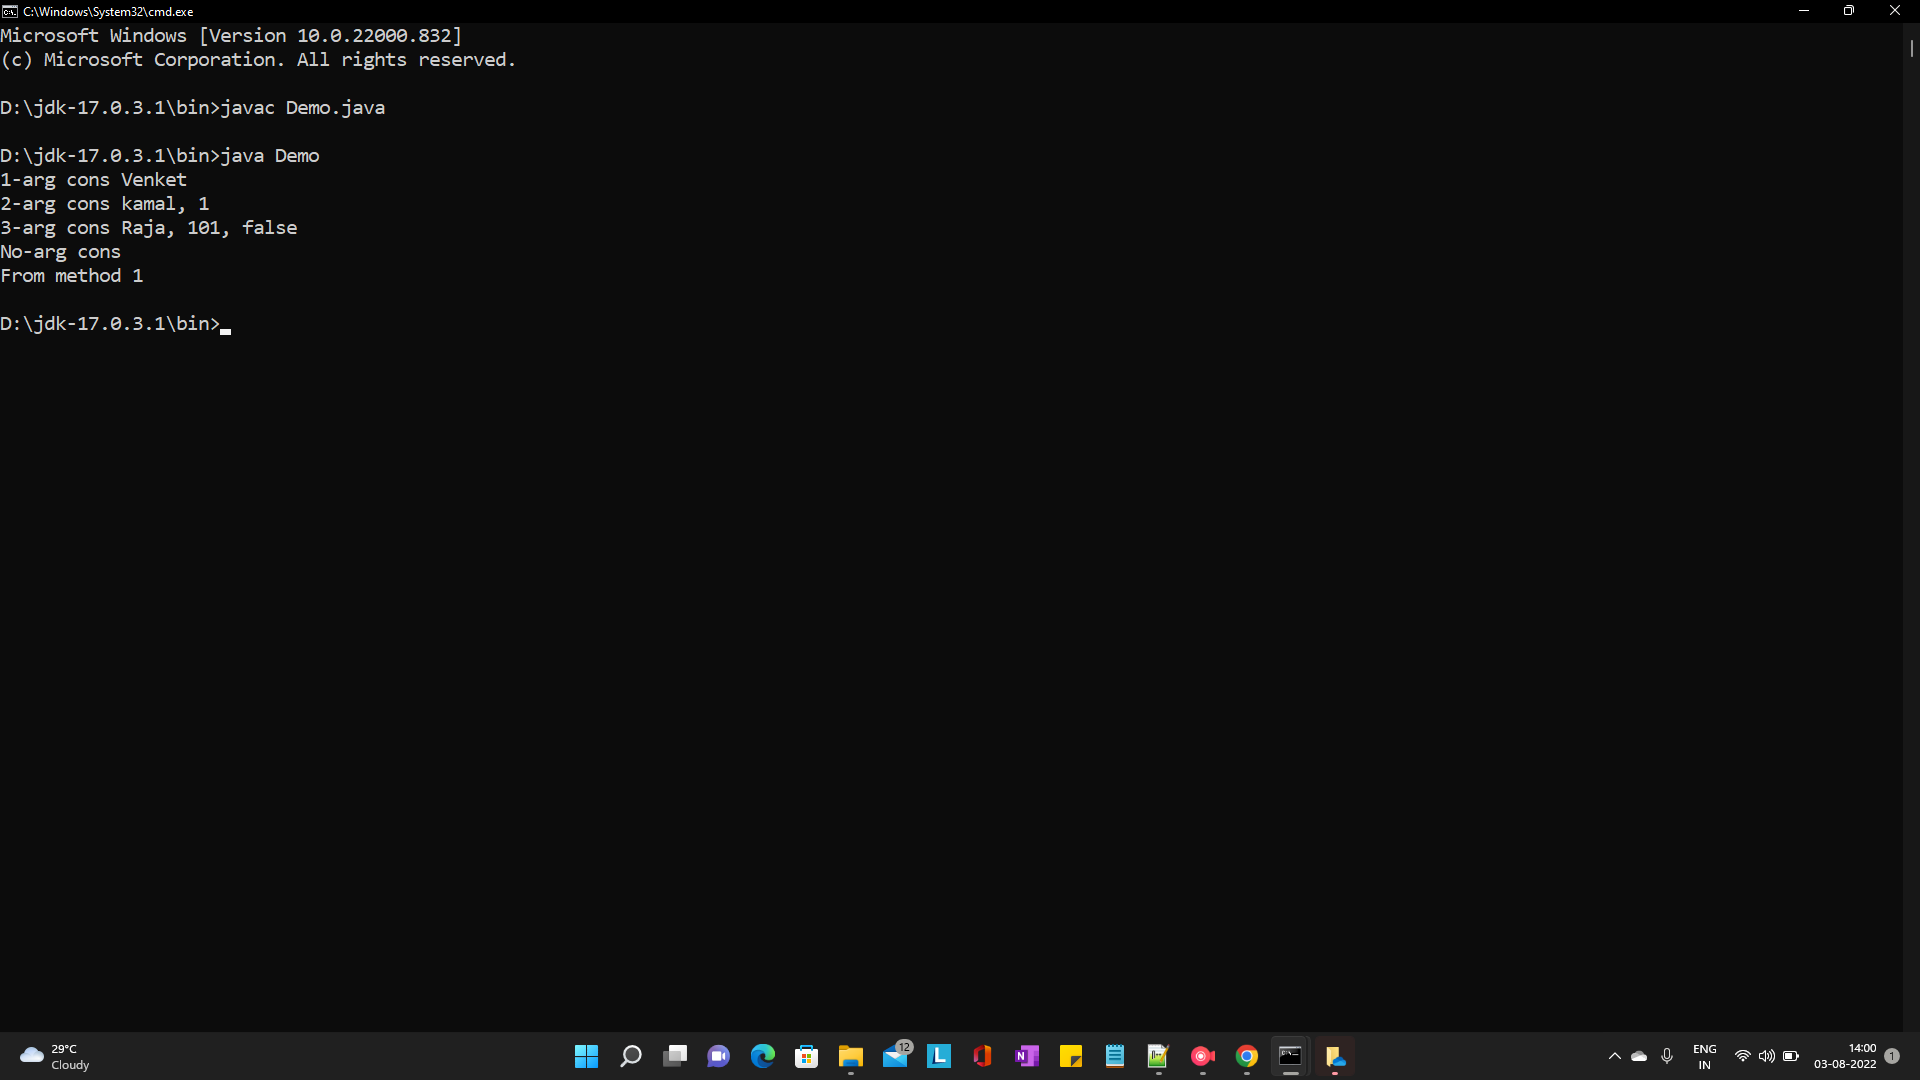 C:\Windows\System32\cmd.exe
Microsoft Windows [Version 10.0.22000.832]
(c) Microsoft Corporation. All rights reserved.
D:\jdk-17.0.3.1\bin>javac Demo.java
D:\jdk-17.0.3.1\bin>java Demo
1-arg cons Venket
2-arg cons kamal, 1
3-arg cons Raja, 101, false
No-arg cons
From method 1
D:\jdk-17.0.3.1\bin>
29°C
Cloudy
12
L
N
ENG
IN
14:00
03-08-2022
1